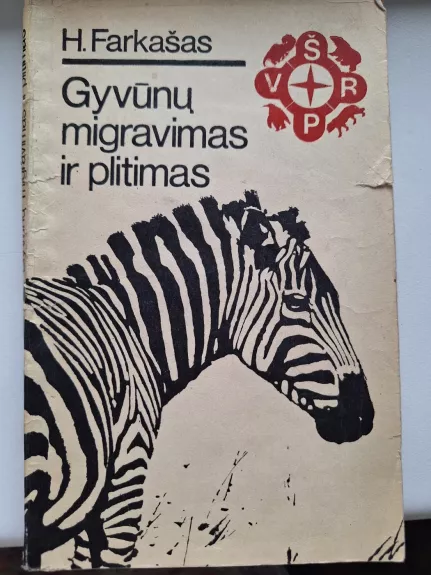 H. Farkašas
Gyvūnų
migravimas
ir plitimas
Š
V R
P